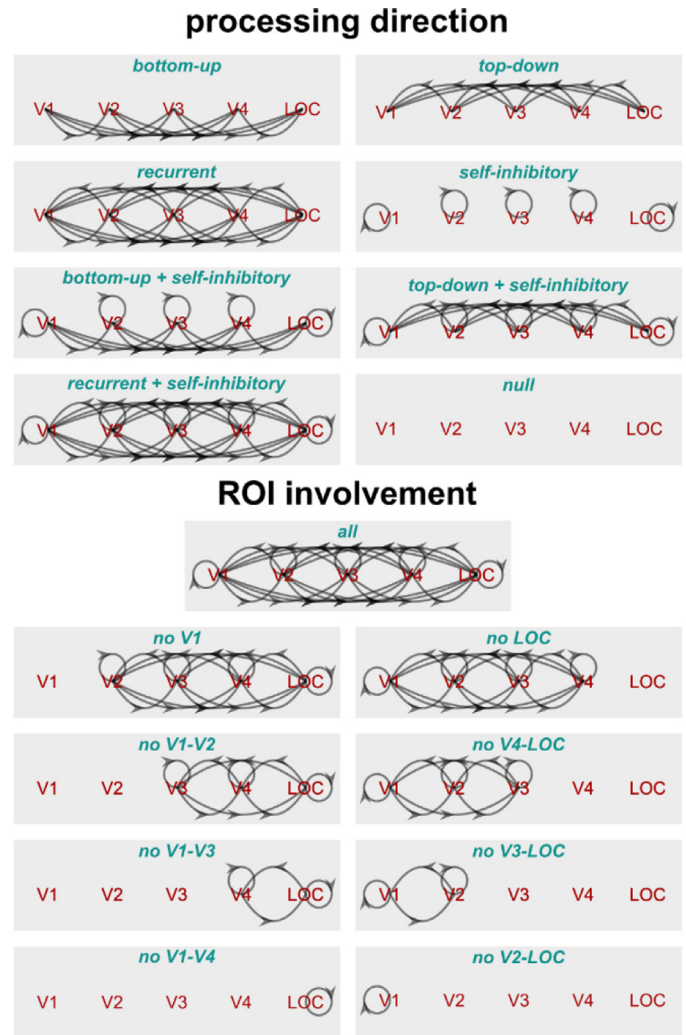 processing direction
bottom-up
V1 V2 V3 V4 LOC
top-down
V1 V2 V3 V4 LOC
recurrent
V1 V2 V3 V4 LOC
self-inhibitory
V1 V2 V3 V4 LOC
bottom-up + self-inhibitory
V1 V2 V3 V4 LOC
top-down + self-inhibitory
V1 V2 V3 V4 LOC
recurrent + self-inhibitory
V1 V2 V3 V4 LOC
null
V1 V2 V3 V4 LOC
ROI involvement
all
V1 V2 V3 V4 LOC
no V1
V1 V2 V3 V4 LOC
no LOC
V1 V2 V3 V4 LOC
no V1-V2
V1 V2 V3 V4 LOC
no V4-LOC
V1 V2 V3 V4 LOC
no V1-V3
V1 V2 V3 V4 LOC
no V3-LOC
V1 V2 V3 V4 LOC
no V1-V4
V1 V2 V3 V4 LOC
no V2-LOC
V1 V2 V3 V4 LOC